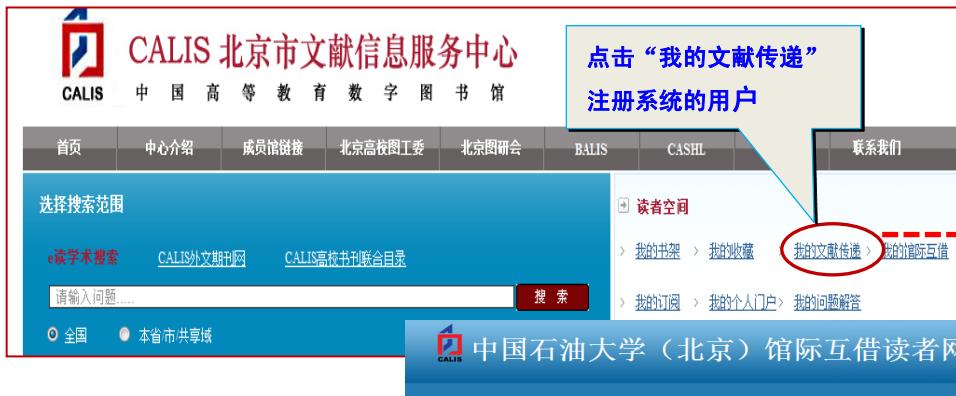 CALIS 北京市文献信息服务中心
CALIS
中国高等教育数字图书馆
点击“我的文献传递”
注册系统的用户
首页 中心介绍 成员馆链接 北京高校图工委 北京图研会 BALIS CASHL 联系我们
选择搜索范围
e读学术搜索 CALIS外文期刊网 CALIS高校书刊联合目录
请输入问题..... 搜 索
全国 本省/市/共享域
读者空间
> 我的书架 > 我的收藏 > 我的文献传递 > 我的馆际互借
> 我的订阅 > 我的个人门户 > 我的问题解答
CALIS 中国石油大学（北京）馆际互借读者网